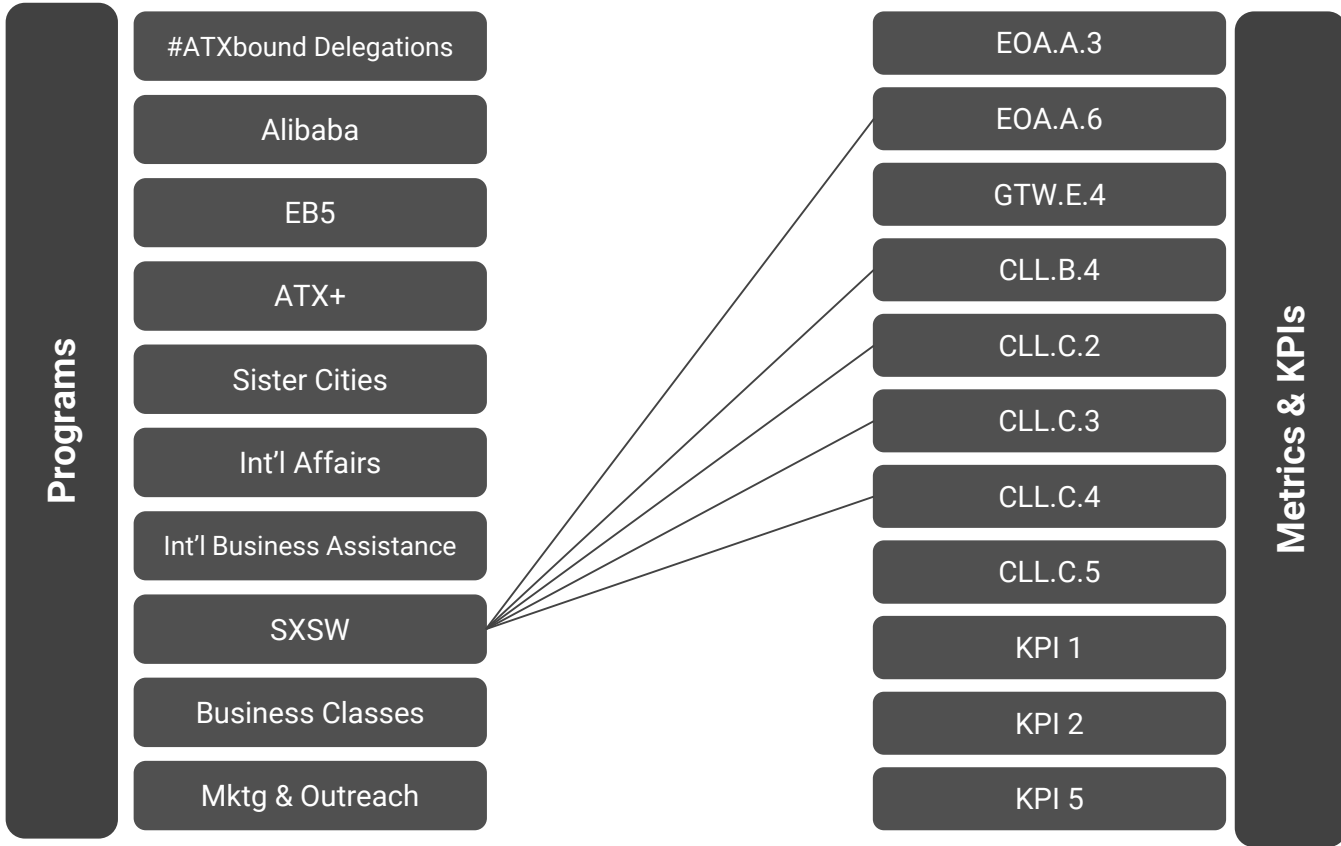 Programs
#ATXbound Delegations
Alibaba
EB5
ATX+
Sister Cities
Int’l Affairs
Int’l Business Assistance
SXSW
Business Classes
Mktg & Outreach
EOA.A.3
EOA.A.6
GTW.E.4
CLL.B.4
CLL.C.2
CLL.C.3
CLL.C.4
CLL.C.5
KPI 1
KPI 2
KPI 5
Metrics & KPIs